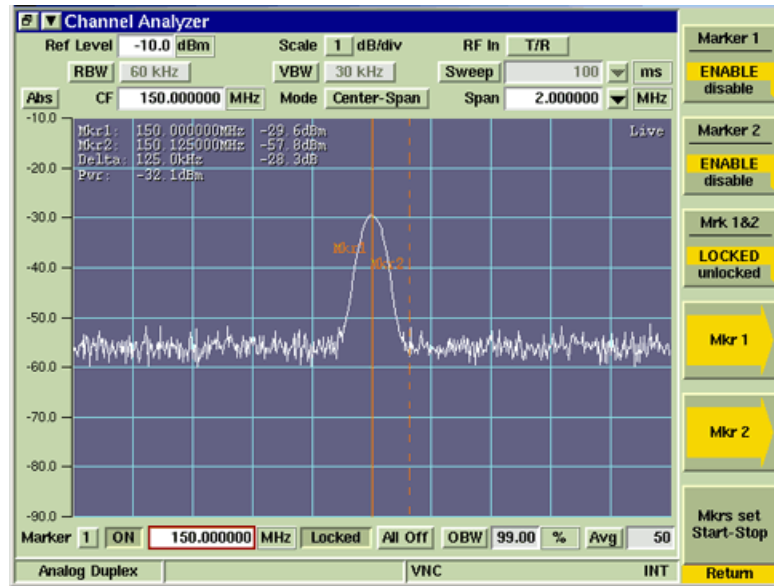 Channel Analyzer
Ref Level -10.0 dBm Scale 1 dB/div RF In T/R
RBW 60 kHz VBW 30 kHz Sweep 100 ms
Abs CF 150.000000 MHz Mode Center-Span Span 2.000000 MHz
-10.0
Mkr1: 150.000000MHz -29.6dBm Live
Mkr2: 150.125000MHz -57.8dBm
Delta: 125.0kHz -28.3dB
Pwr: -32.1dBm
-20.0
-30.0
Mkr1
Mkr2
-40.0
-50.0
-60.0
-70.0
-80.0
-90.0
Marker 1 ON 150.000000 MHz Locked All Off OBW 99.00 % Avg 50
Analog Duplex VNC INT
Marker 1
ENABLE
disable
Marker 2
ENABLE
disable
Mrk 1&2
LOCKED
unlocked
Mkr 1
Mkr 2
Mkrs set
Start-Stop
Return